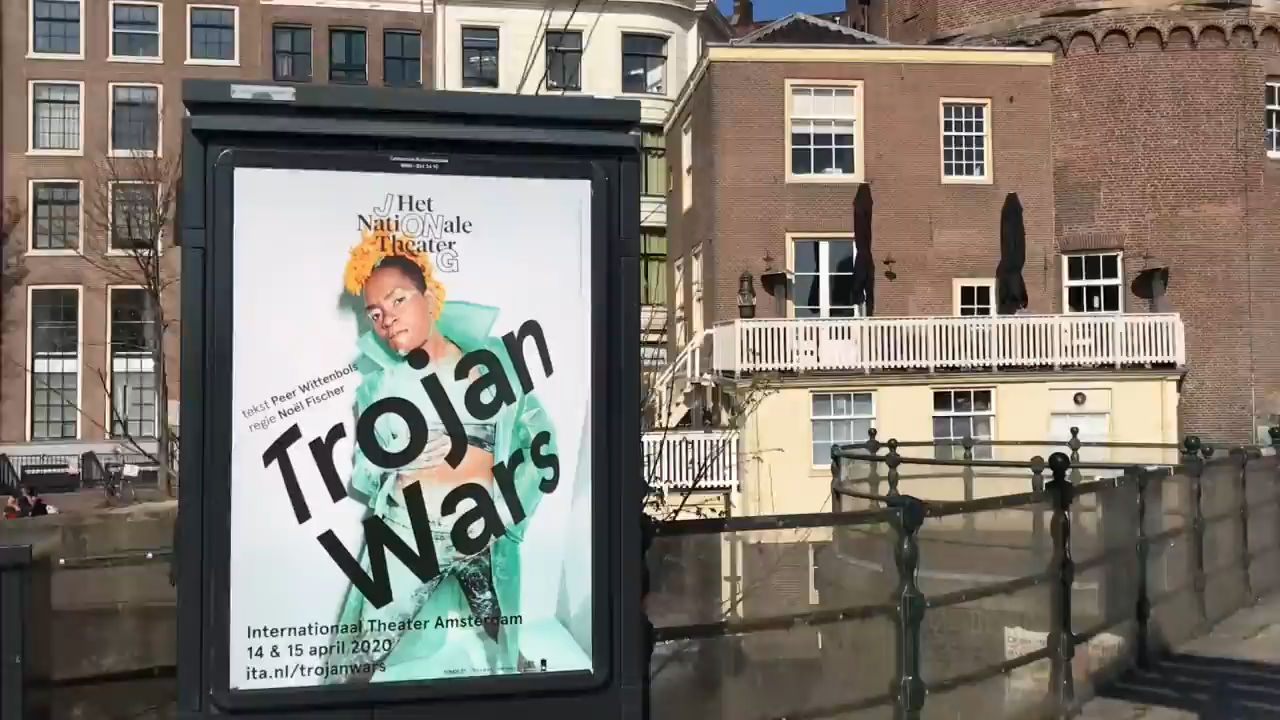 JONG
Het
Nationale
Theater
tekst Peer Wittenbols
regie Noël Fischer
Trojan
Wars
Internationaal Theater Amsterdam
14 & 15 april 2020
ita.nl/trojanwars